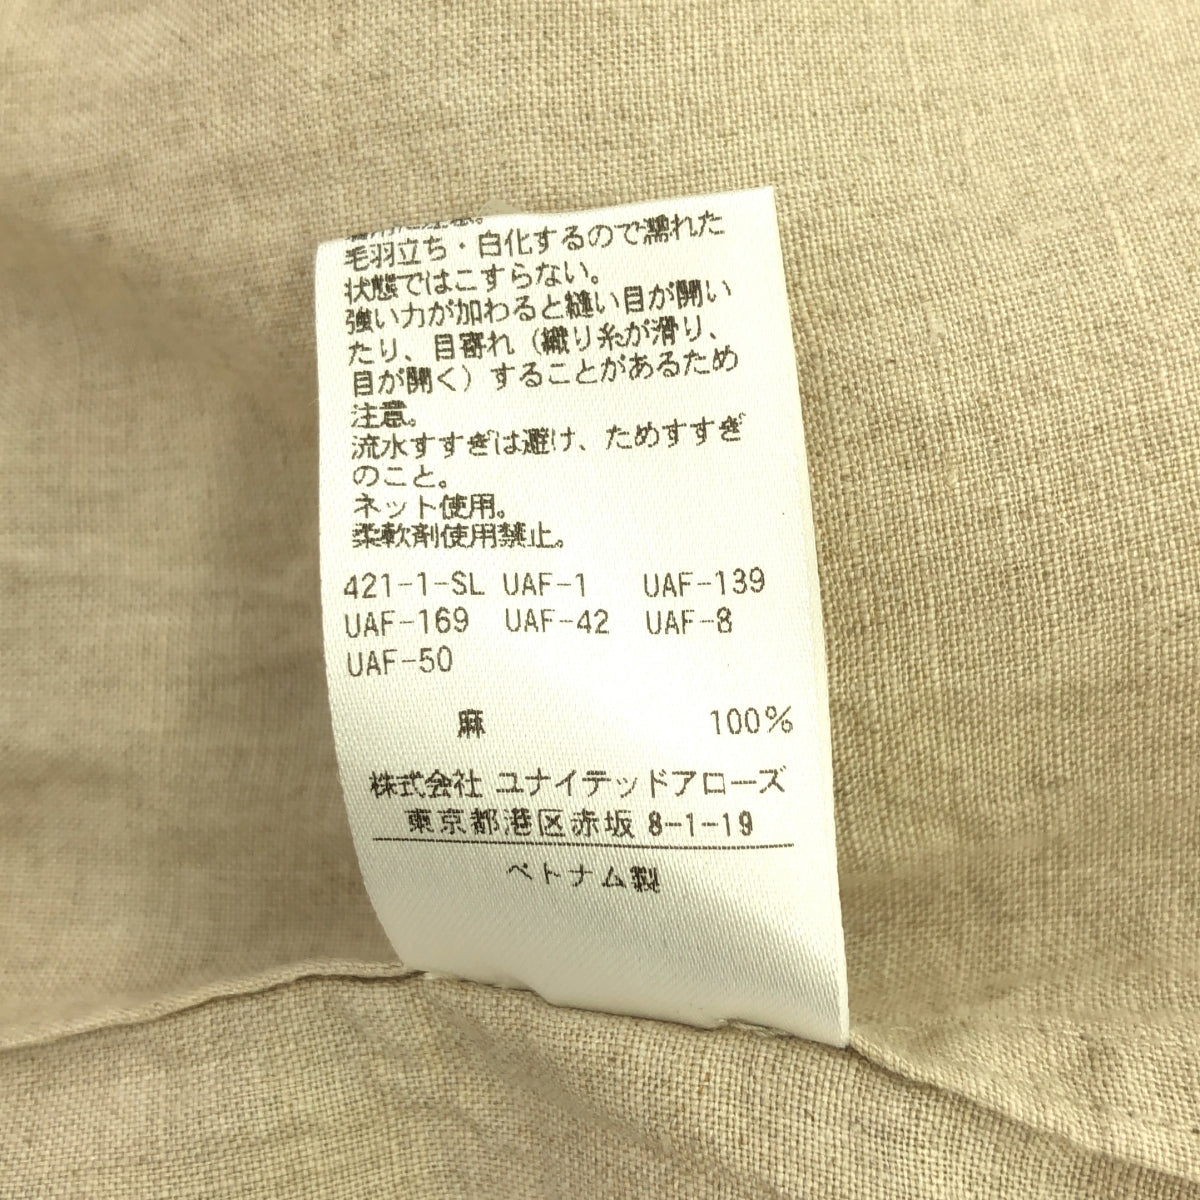 毛羽立ち・白化するので濡れた
状態ではこすらない。
強い力が加わると縫い目が開い
たり、目寄れ（織り糸が滑り、
目が開く）することがあるため
注意。
流水すすぎは避け、ためすすぎ
のこと。
ネット使用。
柔軟剤使用禁止。
421-1-SL UAF-1 UAF-139
UAF-169 UAF-42 UAF-8
UAF-50
麻 100%
株式会社 ユナイテッドアローズ
東京都港区赤坂 8-1-19
ベトナム製